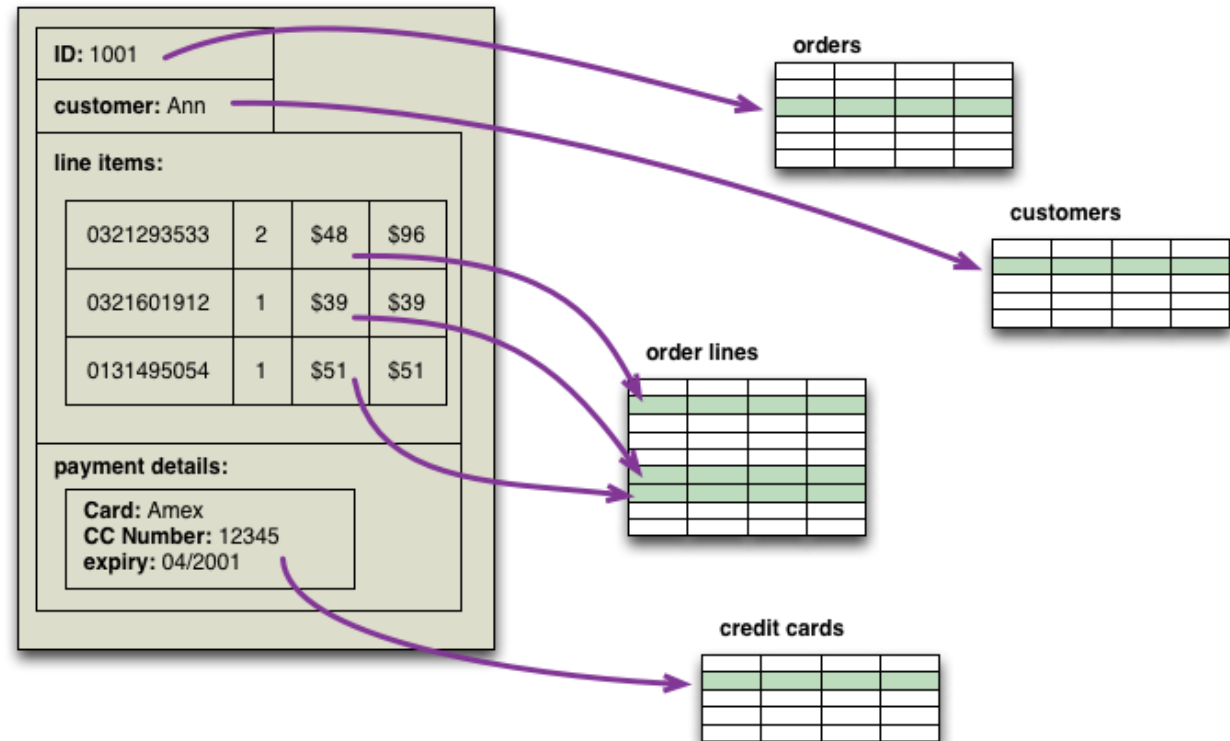 ID: 1001
customer: Ann
line items:
0321293533 2 $48 $96
0321601912 1 $39 $39
0131495054 1 $51 $51
payment details:
Card: Amex
CC Number: 12345
expiry: 04/2001
orders
customers
order lines
credit cards